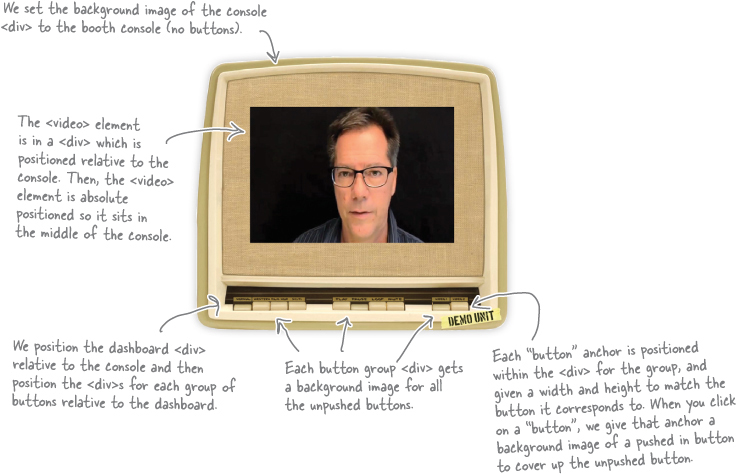 We set the background image of the console
<div> to the booth console (no buttons).
The <video> element
is in a <div> which is
positioned relative to the
console. Then, the <video>
element is absolute
positioned so it sits in
the middle of the console.
DEMO UNIT
We position the dashboard <div>
relative to the console and then
position the <div>s for each group of
buttons relative to the dashboard.
Each button group <div> gets
a background image for all
the unpushed buttons.
Each “button” anchor is positioned
within the <div> for the group, and
given a width and height to match the
button it corresponds to. When you click
on a “button”, we give that anchor a
background image of a pushed in button
to cover up the unpushed button.